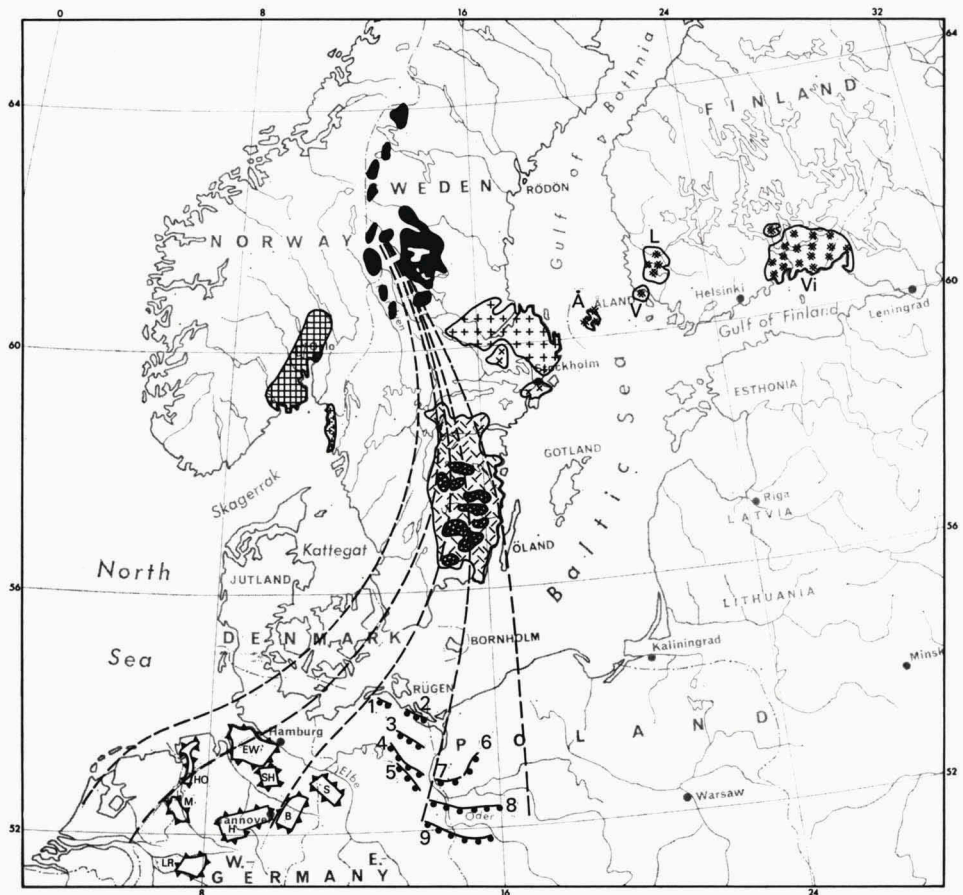 0 8 16 24 32
64
64
FINLAND
Gulf of Bothnia
WEDEN
RÖDÖN
NORWAY
L
Vi
V
Å
ÅLAND
Helsinki
60
Leningrad
Gulf of Finland
60
Stockholm
ESTHONIA
GOTLAND
Baltic Sea
Skagerrak
Riga
LATVIA
56
Kattegat
ÖLAND
North
JUTLAND
56
LITHUANIA
DENMARK
BORNHOLM
Kaliningrad
Minsk
Sea
RÜGEN
1
2
3
4
5
6
7
8
9
P O L A N D
Hamburg
EW
HO
SH
S
Elbe
M
B
annove
H
Oder
Warsaw
52
52
LR
W.
E.
GERMANY
8
16
24